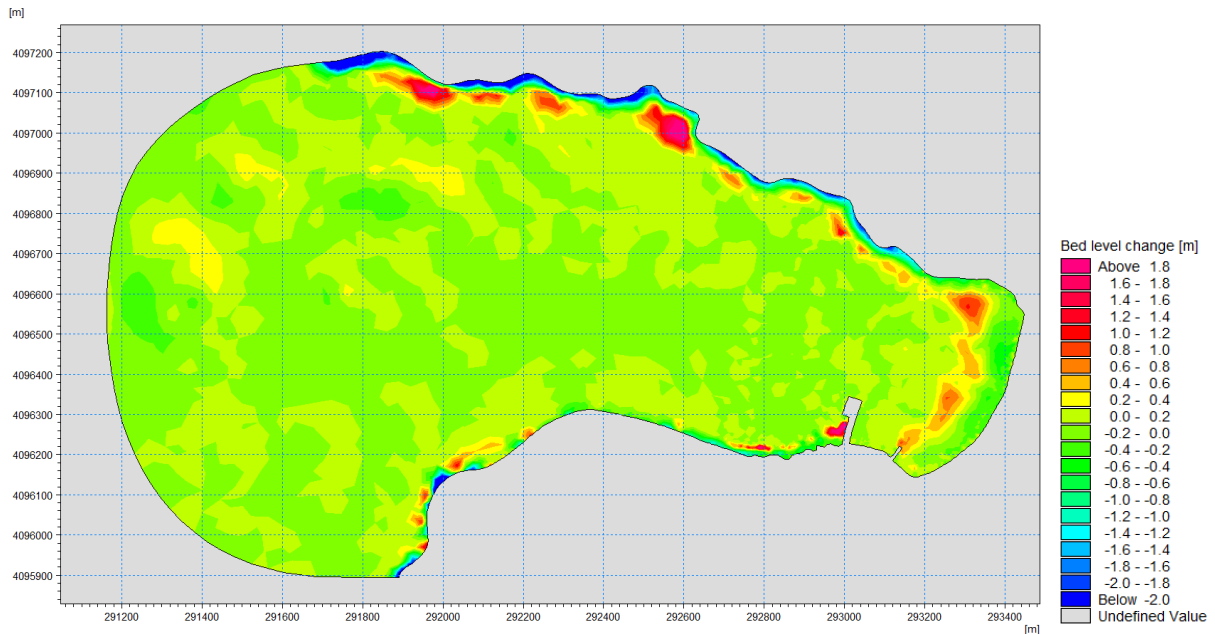 [m]
4097200
4097100
4097000
4096900
4096800
4096700
4096600
4096500
4096400
4096300
4096200
4096100
4096000
4095900
291200 291400 291600 291800 292000 292200 292400 292600 292800 293000 293200 293400
[m]
Bed level change [m]
Above 1.8
1.6 - 1.8
1.4 - 1.6
1.2 - 1.4
1.0 - 1.2
0.8 - 1.0
0.6 - 0.8
0.4 - 0.6
0.2 - 0.4
0.0 - 0.2
-0.2 - 0.0
-0.4 - -0.2
-0.6 - -0.4
-0.8 - -0.6
-1.0 - -0.8
-1.2 - -1.0
-1.4 - -1.2
-1.6 - -1.4
-1.8 - -1.6
-2.0 - -1.8
Below -2.0
Undefined Value